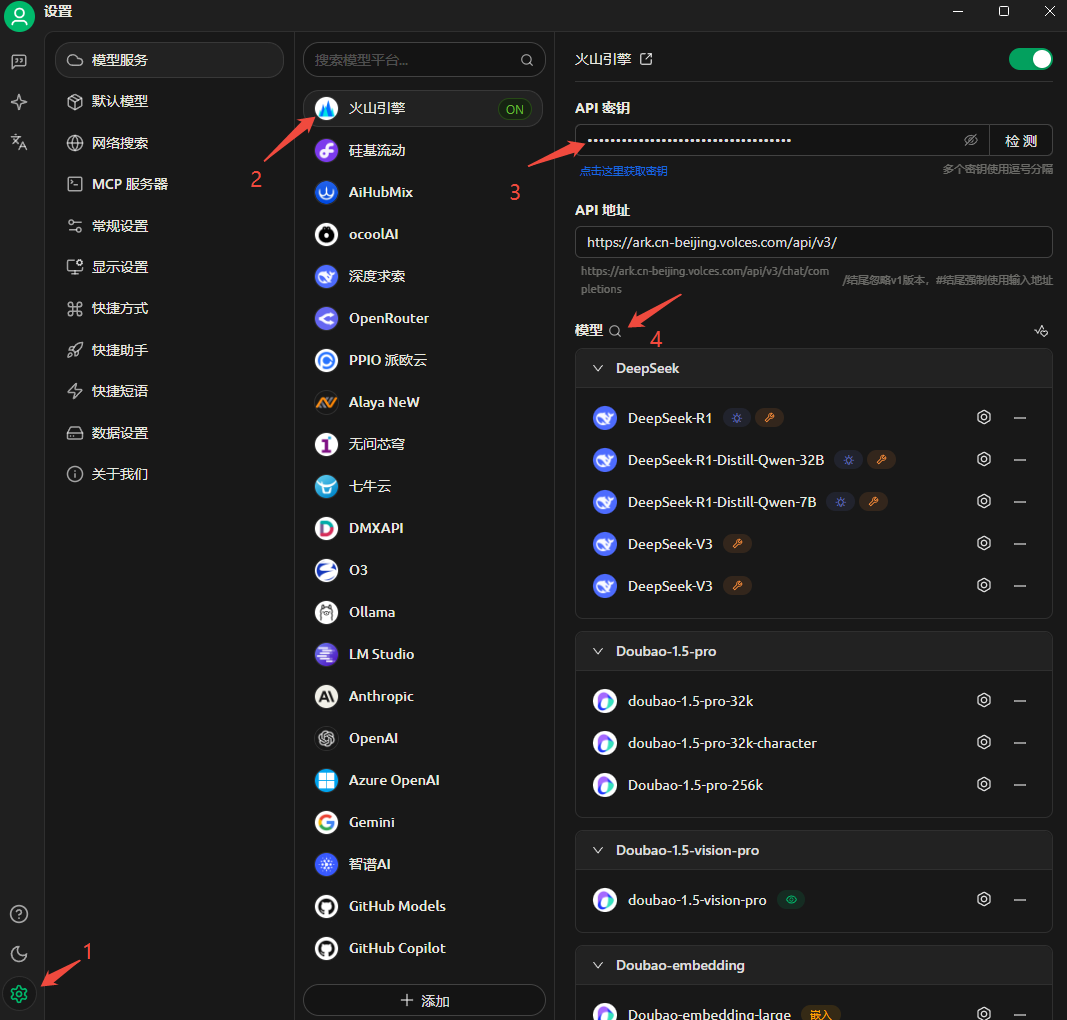 设置
模型服务
默认模型
网络搜索
MCP 服务器
常规设置
显示设置
快捷方式
快捷助手
快捷短语
数据设置
关于我们
1
搜索模型平台...
火山引擎 ON
2
硅基流动
AiHubMix
ocoolAI
深度求索
OpenRouter
PPIO 派欧云
Alaya NeW
无问芯穹
七牛云
DMXAPI
O3
Ollama
LM Studio
Anthropic
OpenAI
Azure OpenAI
Gemini
智谱AI
GitHub Models
GitHub Copilot
添加
火山引擎
API 密钥
••••••••••••••••••••••••••••••••••••
检 测
3
点击这里获取密钥
多个密钥使用逗号分隔
API 地址
https://ark.cn-beijing.volces.com/api/v3/
https://ark.cn-beijing.volces.com/api/v3/chat/com
pletions
/结尾忽略v1版本，#结尾强制使用输入地址
模型
4
DeepSeek
DeepSeek-R1
DeepSeek-R1-Distill-Qwen-32B
DeepSeek-R1-Distill-Qwen-7B
DeepSeek-V3
DeepSeek-V3
Doubao-1.5-pro
doubao-1.5-pro-32k
doubao-1.5-pro-32k-character
Doubao-1.5-pro-256k
Doubao-1.5-vision-pro
doubao-1.5-vision-pro
Doubao-embedding
Doubao-embedding-large 嵌入